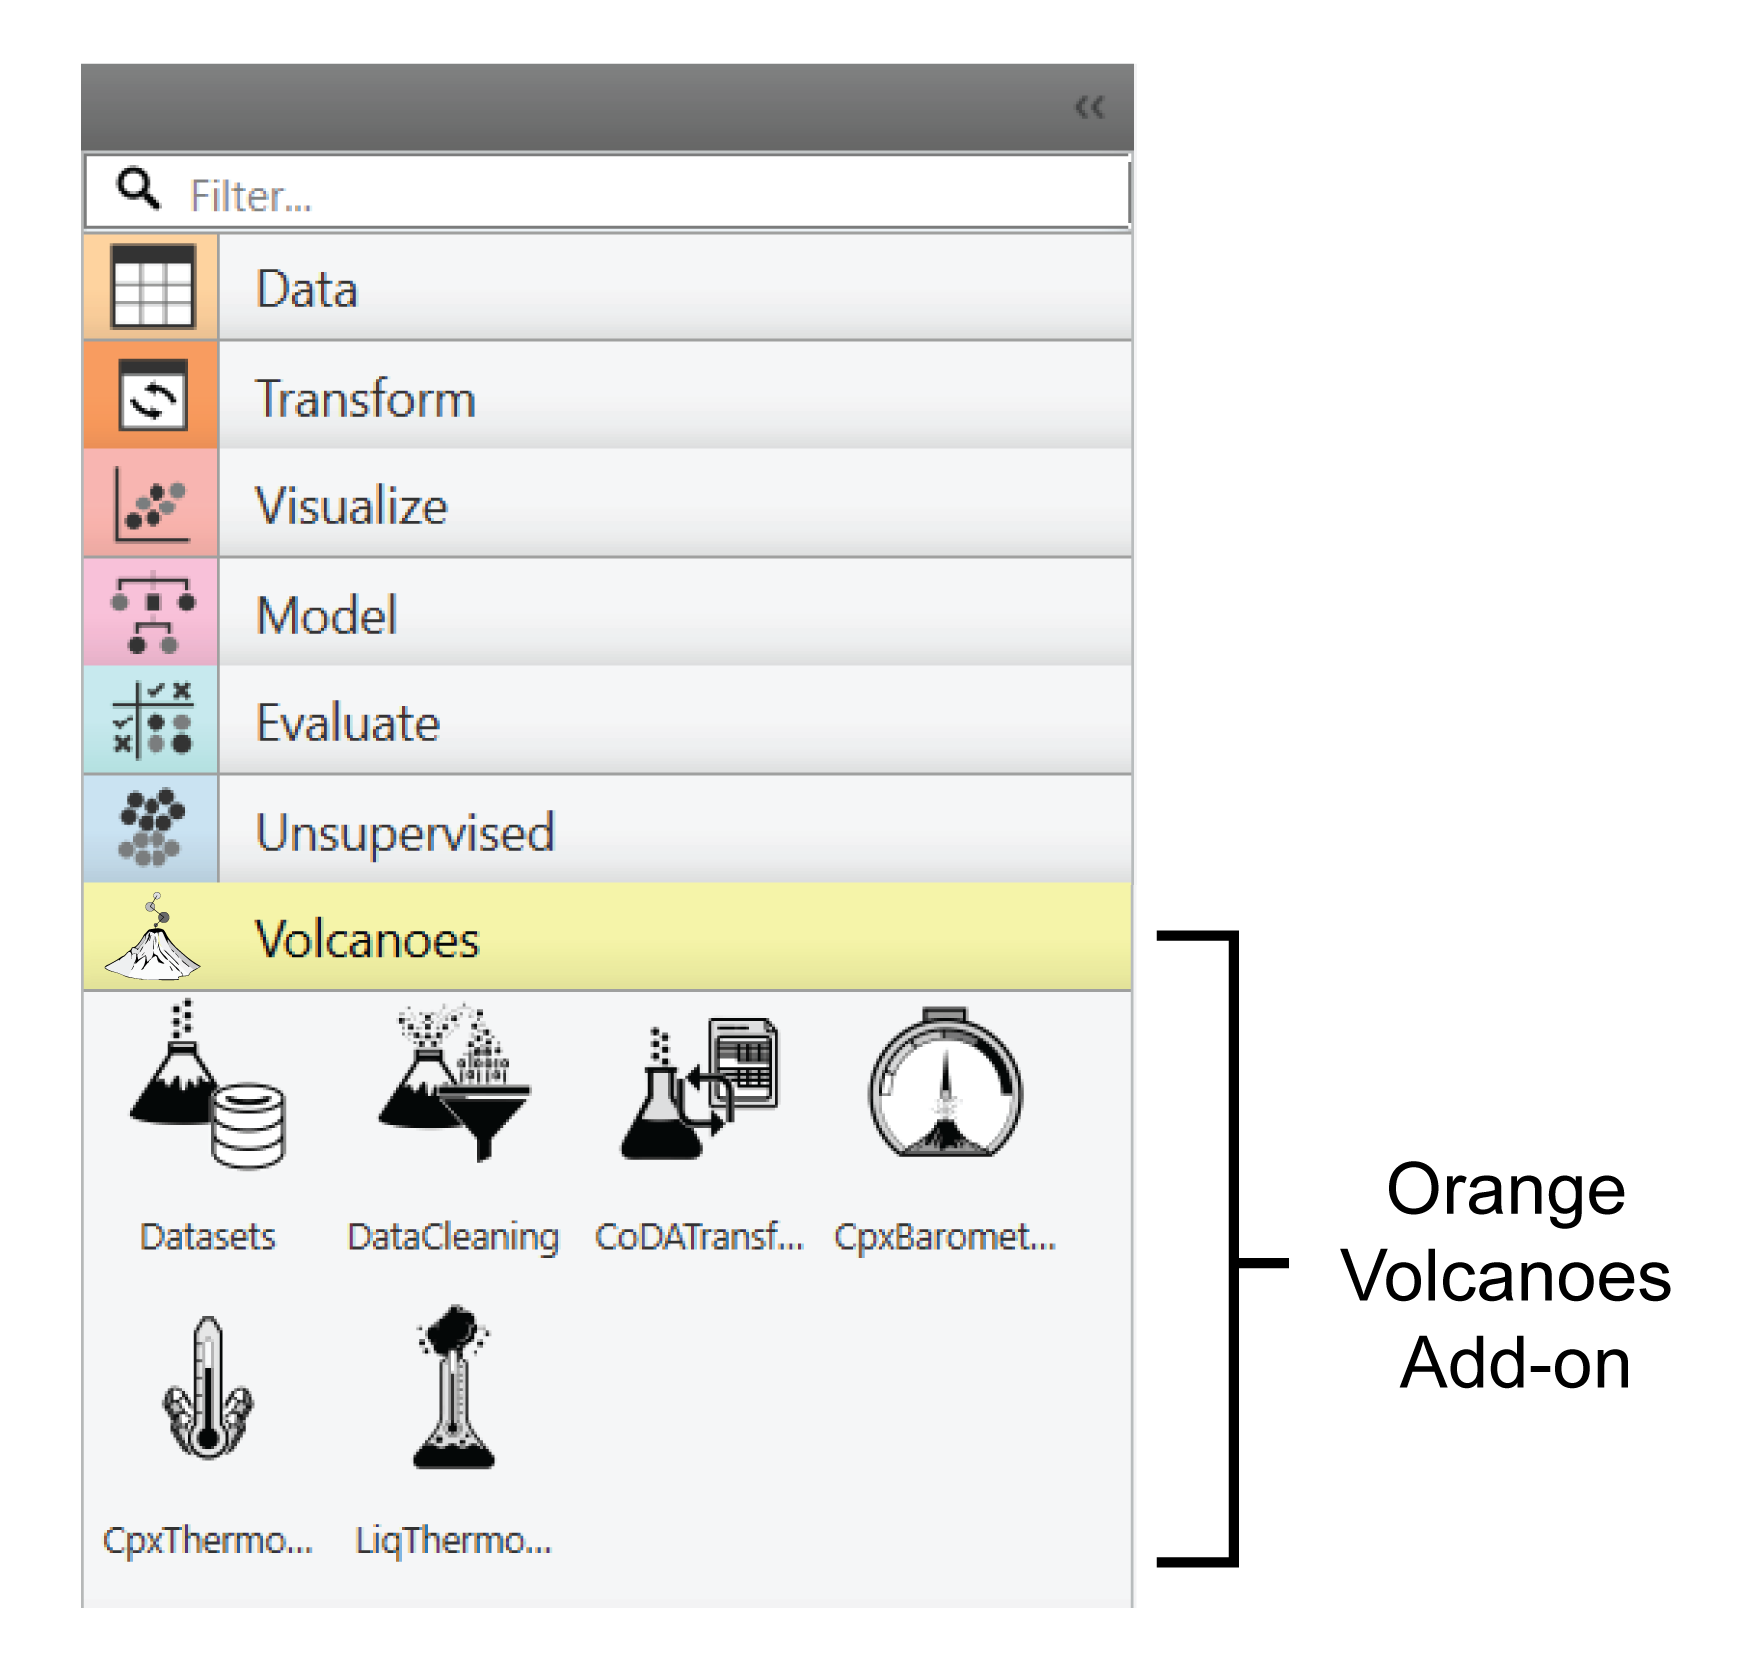 Filter...
Data
Transform
Visualize
Model
Evaluate
Unsupervised
Volcanoes
Datasets
DataCleaning
CoDATransf...
CpxBaromet...
CpxThermo...
LiqThermo...
Orange
Volcanoes
Add-on